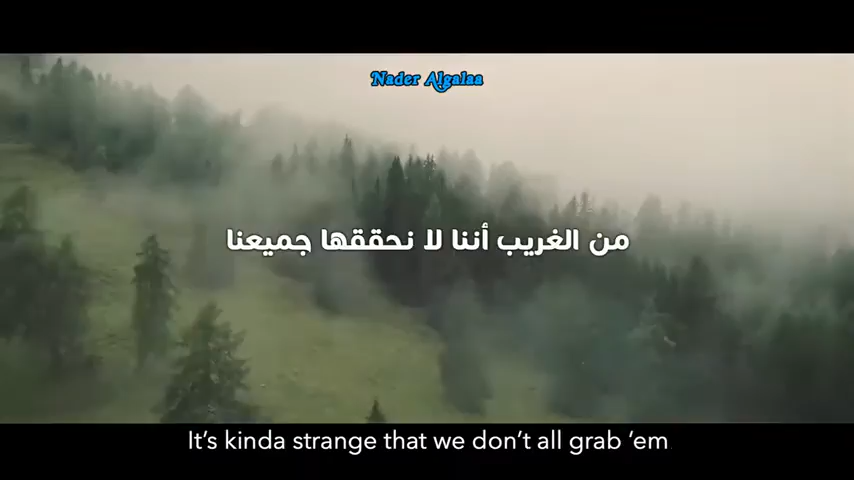 Nader Algalaa
من الغريب أننا لا نحققها جميعنا
It's kinda strange that we don't all grab 'em